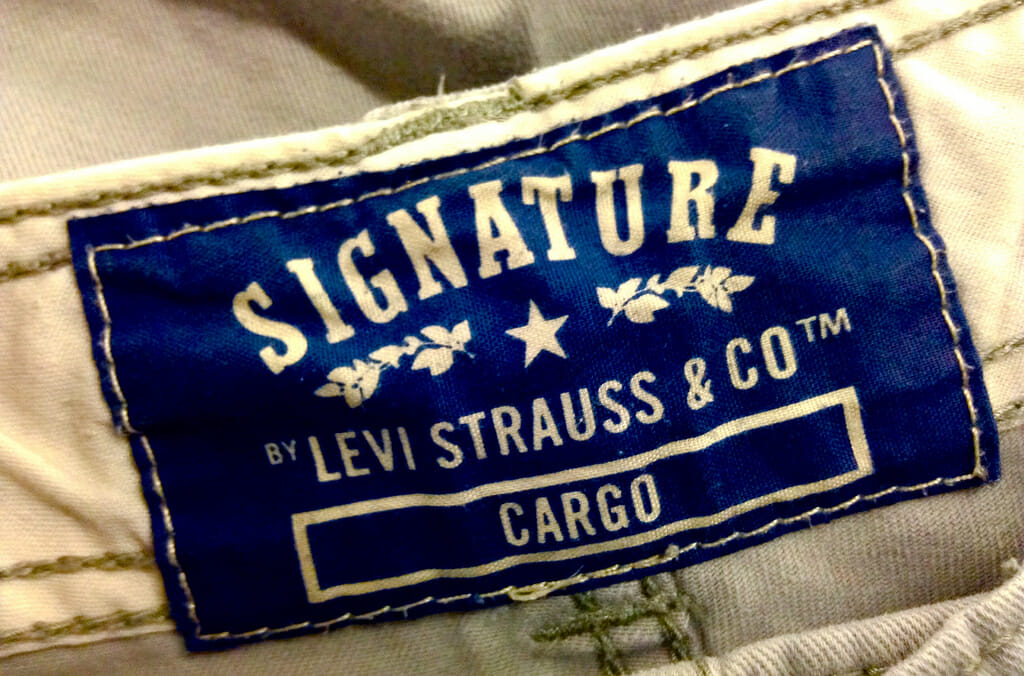 SIGNATURE
BY LEVI STRAUSS & CO™
CARGO